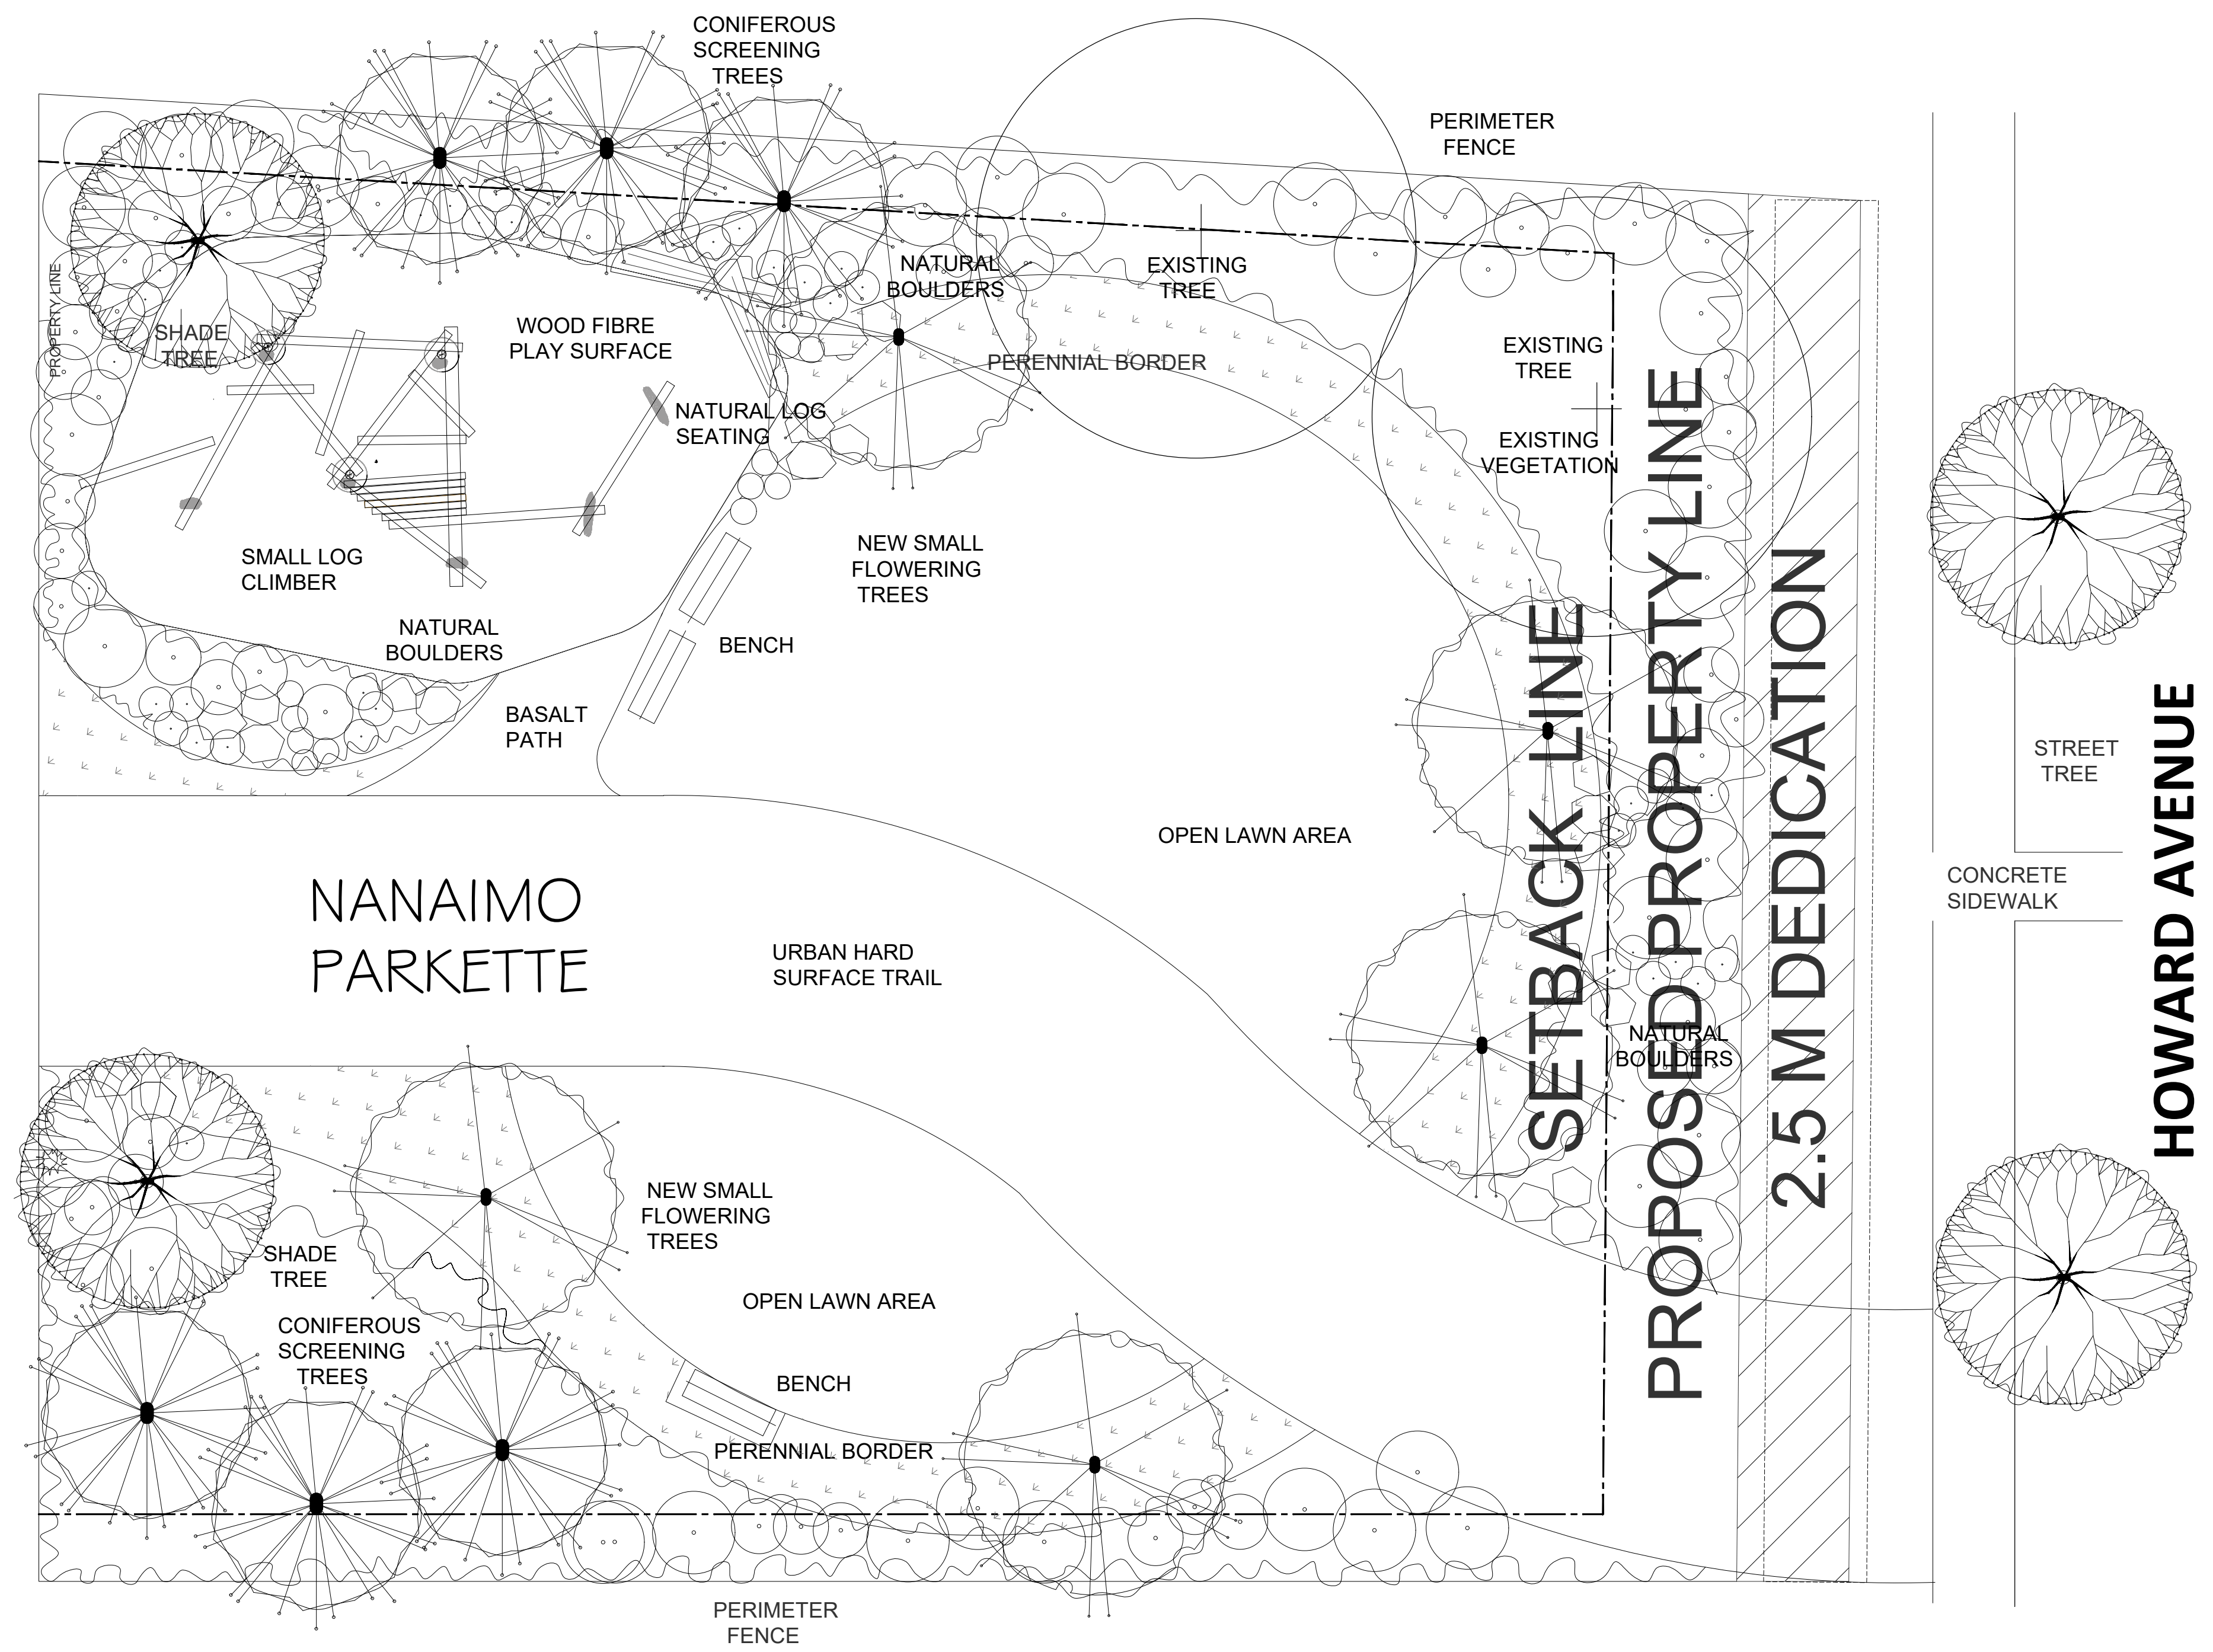 CONIFEROUS
SCREENING
TREES
PERIMETER
FENCE
NATURAL
BOULDERS
EXISTING
TREE
PROPERTY LINE
SHADE
TREE
WOOD FIBRE
PLAY SURFACE
PERENNIAL BORDER
EXISTING
TREE
NATURAL LOG
SEATING
EXISTING
VEGETATION
SMALL LOG
CLIMBER
NEW SMALL
FLOWERING
TREES
NATURAL
BOULDERS
BENCH
BASALT
PATH
OPEN LAWN AREA
SETBACK LINE
PROPOSED PROPERTY LINE
2.5 M DEDICATION
STREET
TREE
HOWARD AVENUE
CONCRETE
SIDEWALK
NANAIMO
PARKETTE
URBAN HARD
SURFACE TRAIL
NATURAL
BOULDERS
NEW SMALL
FLOWERING
TREES
SHADE
TREE
OPEN LAWN AREA
CONIFEROUS
SCREENING
TREES
BENCH
PERENNIAL BORDER
PERIMETER
FENCE